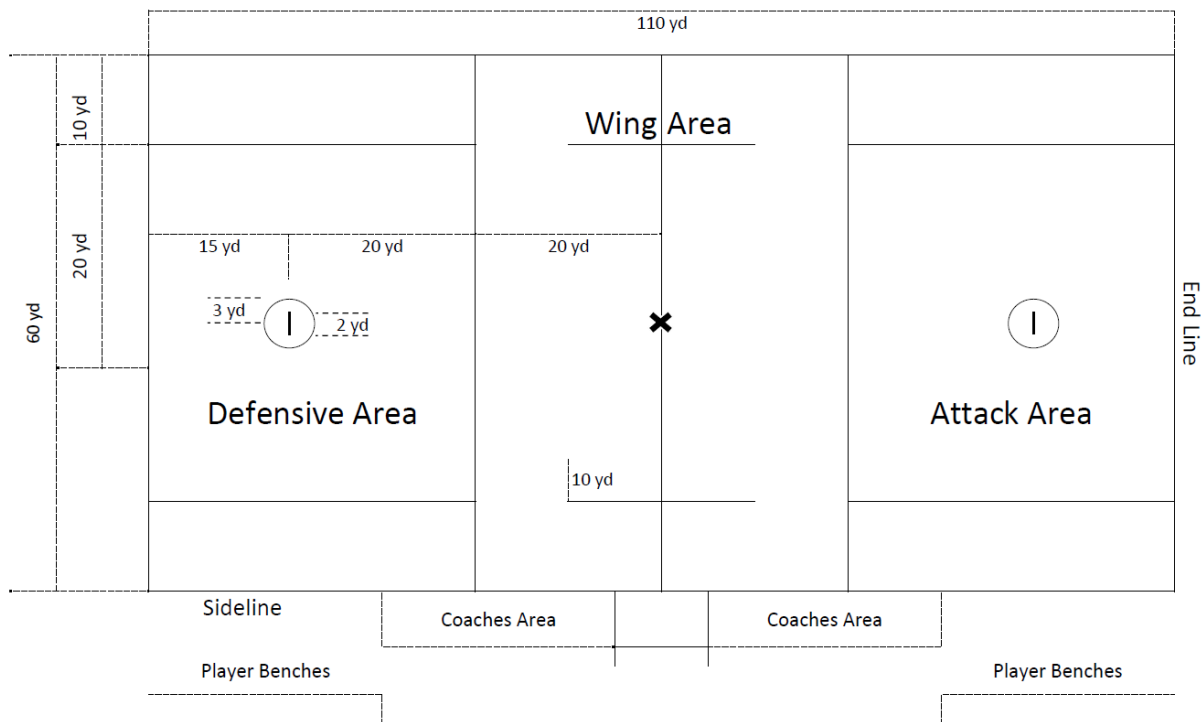 110 yd
10 yd
Wing Area
20 yd
15 yd
20 yd
20 yd
60 yd
3 yd
2 yd
End Line
Defensive Area
Attack Area
10 yd
Sideline
Coaches Area
Coaches Area
Player Benches
Player Benches